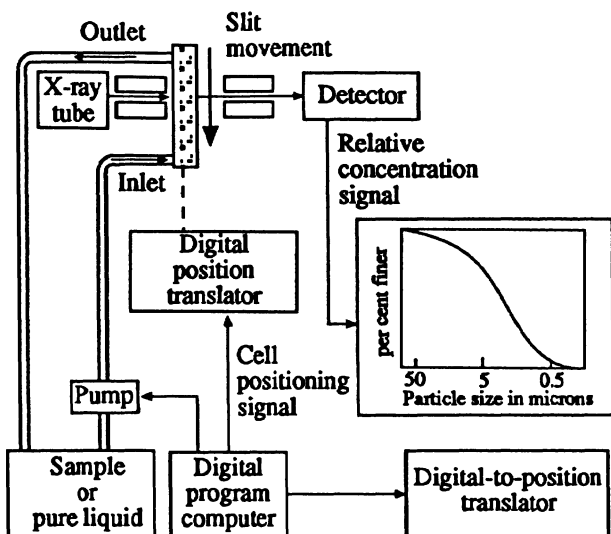 Outlet
Slit
movement
X-ray
tube
Detector
Inlet
Relative
concentration
signal
Digital
position
translator
per cent finer
50 5 0.5
Particle size in microns
Cell
positioning
signal
Pump
Sample
or
pure liquid
Digital
program
computer
Digital-to-position
translator